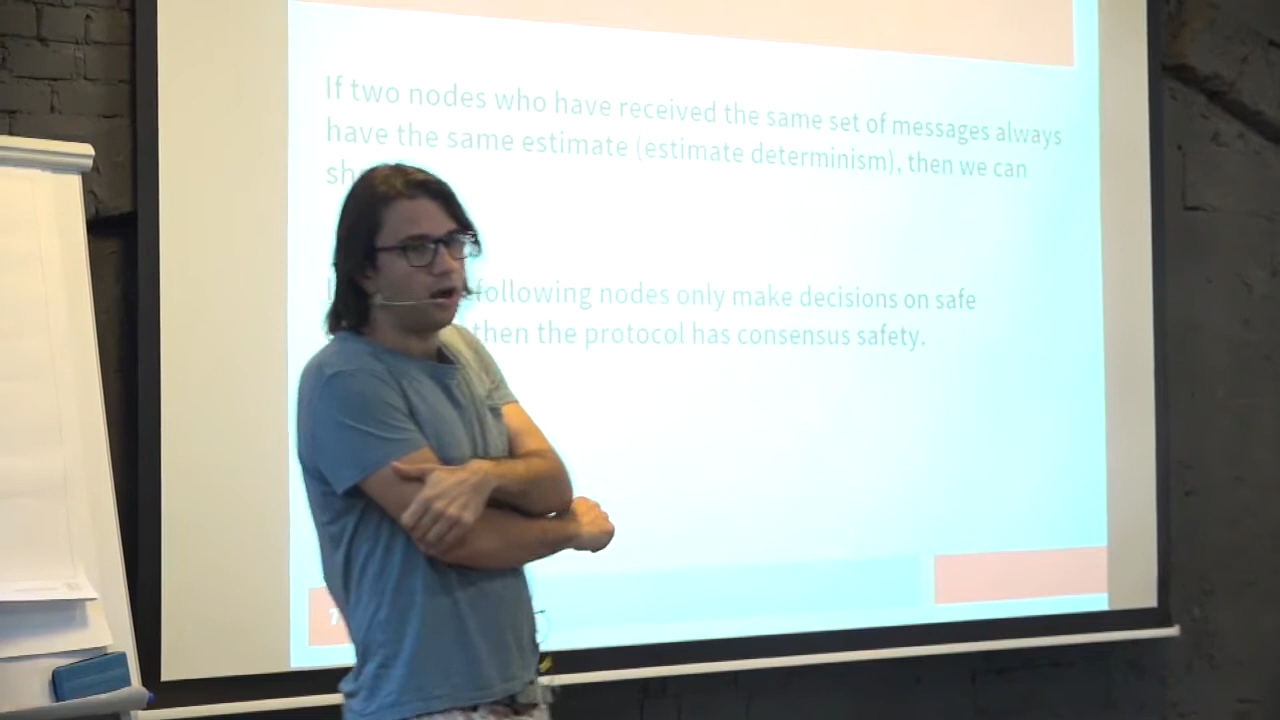 If two nodes who have received the same set of messages always
have the same estimate (estimate determinism), then we can
following nodes only make decisions on safe
then the protocol has consensus safety.
7